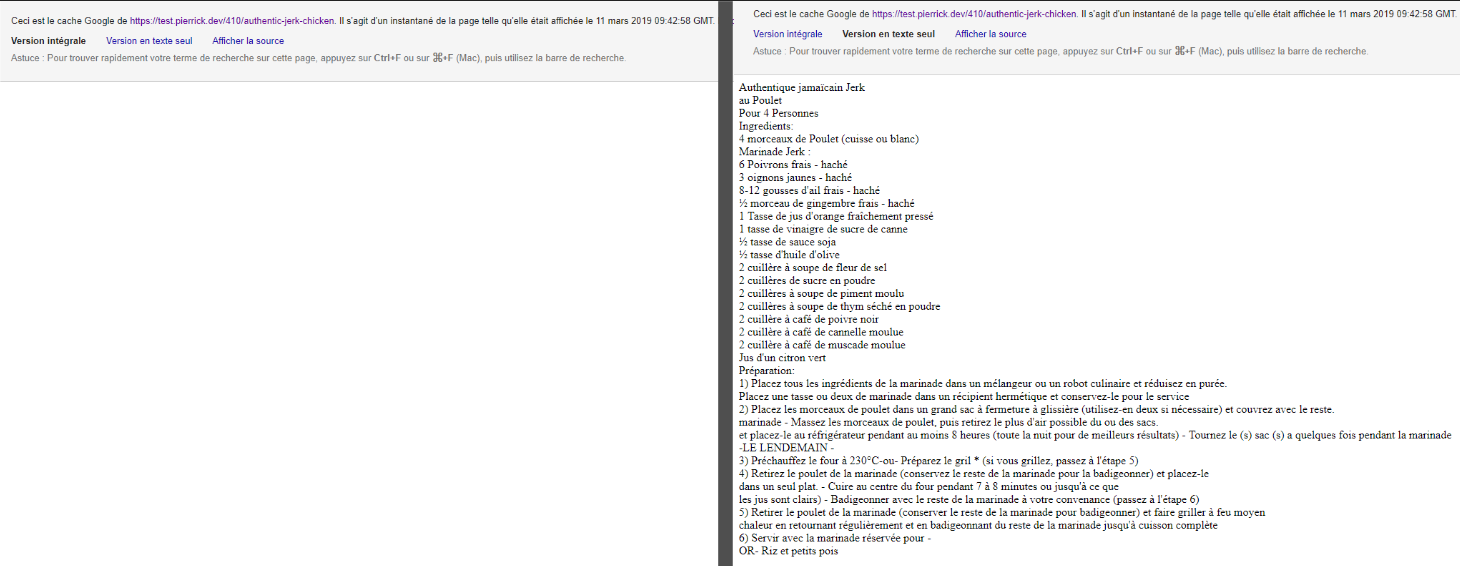 Ceci est le cache Google de https://test.pierrick.dev/410/authentic-jerk-chicken. Il s'agit d'un instantané de la page telle qu'elle était affichée le 11 mars 2019 09:42:58 GMT.
Version intégrale Version en texte seul Afficher la source
Astuce : Pour trouver rapidement votre terme de recherche sur cette page, appuyez sur Ctrl+F ou sur ⌘+F (Mac), puis utilisez la barre de recherche.
Ceci est le cache Google de https://test.pierrick.dev/410/authentic-jerk-chicken. Il s'agit d'un instantané de la page telle qu'elle était affichée le 11 mars 2019 09:42:58 GMT.
Version intégrale Version en texte seul Afficher la source
Astuce : Pour trouver rapidement votre terme de recherche sur cette page, appuyez sur Ctrl+F ou sur ⌘+F (Mac), puis utilisez la barre de recherche.
Authentique jamaïcain Jerk
au Poulet
Pour 4 Personnes
Ingredients:
4 morceaux de Poulet (cuisse ou blanc)
Marinade Jerk :
6 Poivrons frais - haché
3 oignons jaunes - haché
8-12 gousses d'ail frais - haché
½ morceau de gingembre frais - haché
1 Tasse de jus d'orange fraîchement pressé
1 tasse de vinaigre de sucre de canne
½ tasse de sauce soja
½ tasse d'huile d'olive
2 cuillère à soupe de fleur de sel
2 cuillères de sucre en poudre
2 cuillères à soupe de piment moulu
2 cuillères à soupe de thym séché en poudre
2 cuillère à café de poivre noir
2 cuillère à café de cannelle moulue
2 cuillère à café de muscade moulue
Jus d'un citron vert
Préparation:
1) Placez tous les ingrédients de la marinade dans un mélangeur ou un robot culinaire et réduisez en purée.
Placez une tasse ou deux de marinade dans un récipient hermétique et conservez-le pour le service
2) Placez les morceaux de poulet dans un grand sac à fermeture à glissière (utilisez-en deux si nécessaire) et couvrez avec le reste.
marinade - Massez les morceaux de poulet, puis retirez le plus d'air possible du ou des sacs.
et placez-le au réfrigérateur pendant au moins 8 heures (toute la nuit pour de meilleurs résultats) - Tournez le (s) sac (s) a quelques fois pendant la marinade
-LE LENDEMAIN -
3) Préchauffez le four à 230°C-ou- Préparez le gril * (si vous grillez, passez à l'étape 5)
4) Retirez le poulet de la marinade (conservez le reste de la marinade pour la badigeonner) et placez-le
dans un seul plat. - Cuire au centre du four pendant 7 à 8 minutes ou jusqu'à ce que
les jus sont clairs) - Badigeonner avec le reste de la marinade à votre convenance (passez à l'étape 6)
5) Retirer le poulet de la marinade (conserver le reste de la marinade pour badigeonner) et faire griller à feu moyen
chaleur en retournant régulièrement et en badigeonnant du reste de la marinade jusqu'à cuisson complète
6) Servir avec la marinade réservée pour -
OR- Riz et petits pois